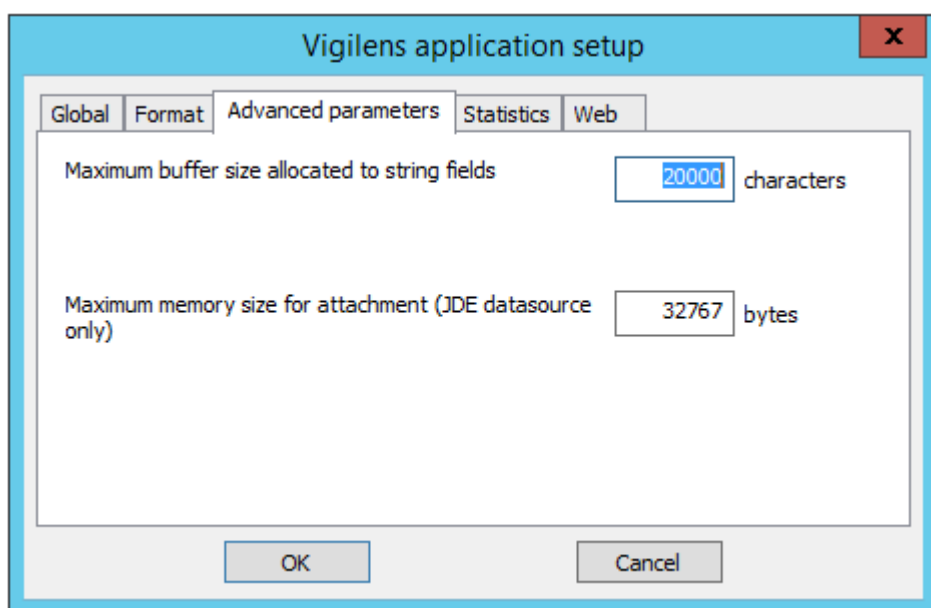 Vigilens application setup
x
Global Format Advanced parameters Statistics Web
Maximum buffer size allocated to string fields 20000 characters
Maximum memory size for attachment (JDE datasource
only) 32767 bytes
OK Cancel